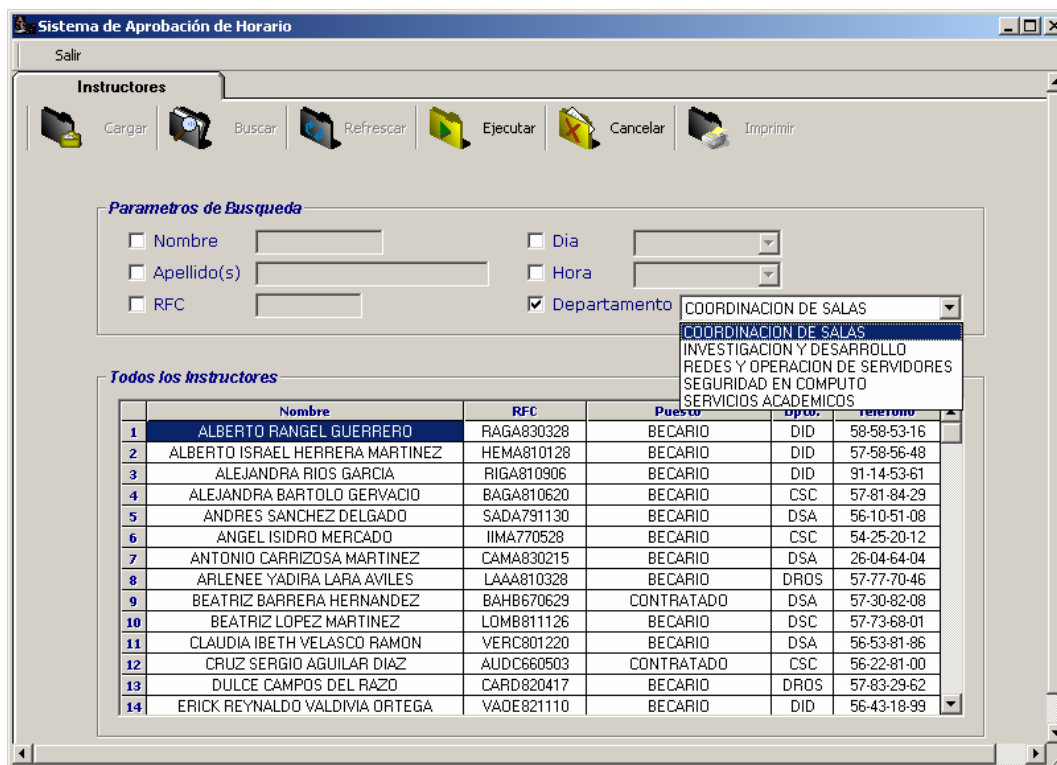 Sistema de Aprobación de Horario
Salir
Instructores
Cargar Buscar Refrescar Ejecutar Cancelar Imprimir
Parametros de Busqueda
Nombre Dia
Apellido(s) Hora
RFC Departamento COORDINACION DE SALAS
COORDINACION DE SALAS
INVESTIGACION Y DESARROLLO
REDES Y OPERACION DE SERVIDORES
SEGURIDAD EN COMPUTO
SERVICIOS ACADEMICOS
Todos los Instructores
Nombre RFC Puesto Dpto. Telefono
1 ALBERTO RANGEL GUERRERO RAGA830328 BECARIO DID 58-58-53-16
2 ALBERTO ISRAEL HERRERA MARTINEZ HEMA810128 BECARIO DID 57-58-56-48
3 ALEJANDRA RIOS GARCIA RIGA810906 BECARIO DID 91-14-53-61
4 ALEJANDRA BARTOLO GERVACIO BAGA810620 BECARIO CSC 57-81-84-29
5 ANDRES SANCHEZ DELGADO SADA791130 BECARIO DSA 56-10-51-08
6 ANGEL ISIDRO MERCADO IIMA770528 BECARIO CSC 54-25-20-12
7 ANTONIO CARRIZOSA MARTINEZ CAMA830215 BECARIO DSA 26-04-64-04
8 ARLENEE YADIRA LARA AVILES LAAA810328 BECARIO DROS 57-77-70-46
9 BEATRIZ BARRERA HERNANDEZ BAHB670629 CONTRATADO DSA 57-30-82-08
10 BEATRIZ LOPEZ MARTINEZ LOMB811126 BECARIO DSC 57-73-68-01
11 CLAUDIA IBETH VELASCO RAMON VERC801220 BECARIO DSA 56-53-81-86
12 CRUZ SERGIO AGUILAR DIAZ AUDC660503 CONTRATADO CSC 56-22-81-00
13 DULCE CAMPOS DEL RAZO CARD820417 BECARIO DROS 57-83-29-62
14 ERICK REYNALDO VALDIVIA ORTEGA VAOE821110 BECARIO DID 56-43-18-99